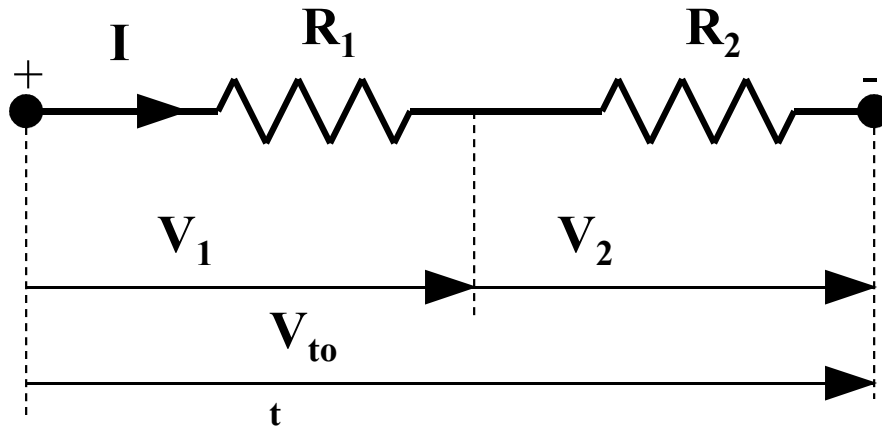 I R₁ R₂
+ -
V₁ V₂
Vₜₒ
t